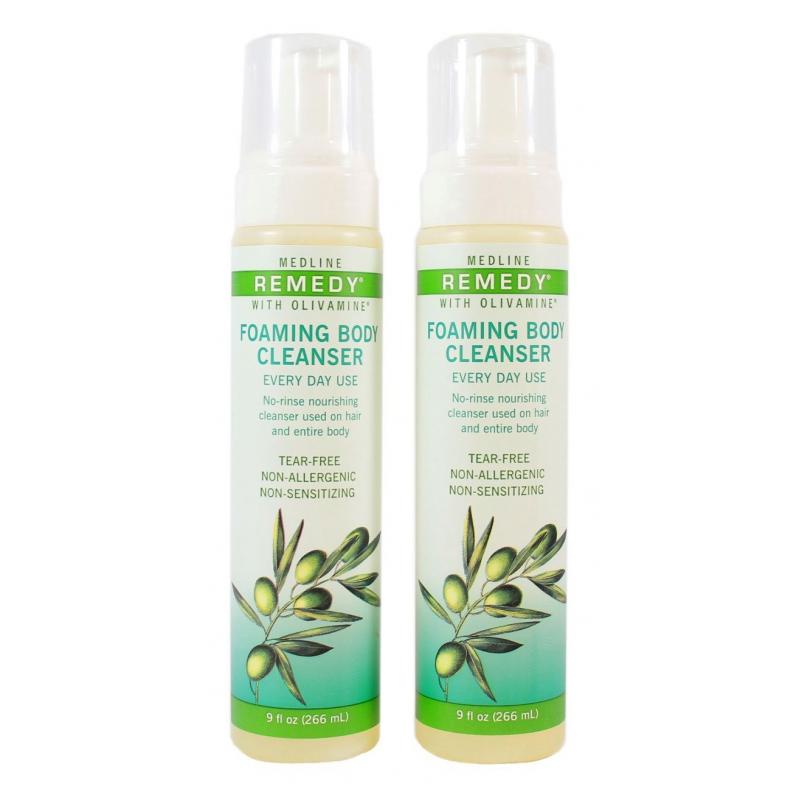 MEDLINE
REMEDY®
WITH OLIVAMINE®
FOAMING BODY
CLEANSER
EVERY DAY USE
No-rinse nourishing
cleanser used on hair
and entire body
TEAR-FREE
NON-ALLERGENIC
NON-SENSITIZING
9 fl oz (266 mL)
MEDLINE
REMEDY®
WITH OLIVAMINE®
FOAMING BODY
CLEANSER
EVERY DAY USE
No-rinse nourishing
cleanser used on hair
and entire body
TEAR-FREE
NON-ALLERGENIC
NON-SENSITIZING
9 fl oz (266 mL)